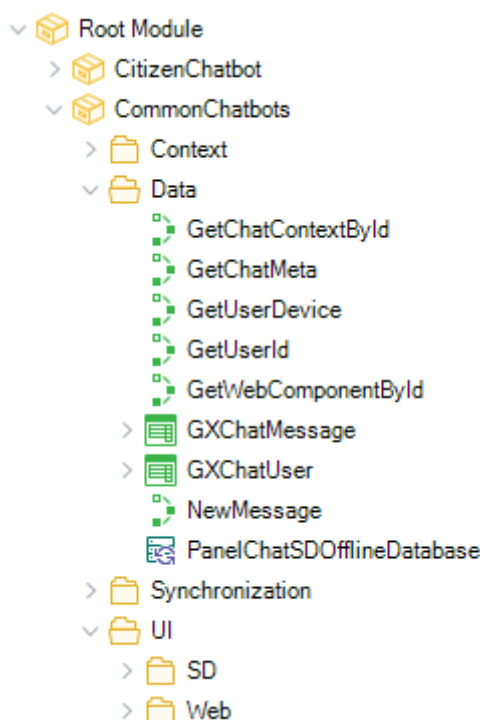 Root Module
CitizenChatbot
CommonChatbots
Context
Data
GetChatContextById
GetChatMeta
GetUserDevice
GetUserId
GetWebComponentById
GXChatMessage
GXChatUser
NewMessage
PanelChatSDOfflineDatabase
Synchronization
UI
SD
Web